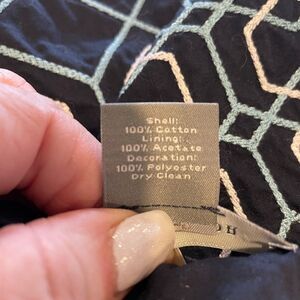 Shell:
100% Cotton
Lining:
100% Acetate
Decoration:
100% Polyester
Dry Clean